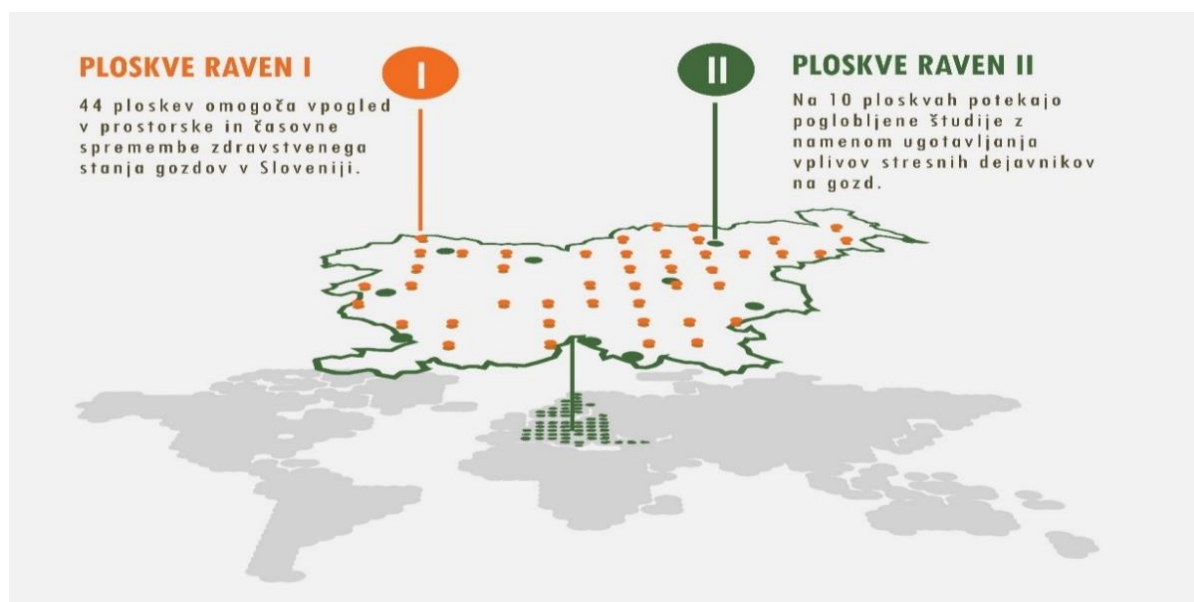 PLOSKVE RAVEN I
44 ploskev omogoča vpogled
v prostorske in časovne
spremembe zdravstvenega
stanja gozdov v Sloveniji.
I
II
PLOSKVE RAVEN II
Na 10 ploskvah potekajo
poglobljene študije z
namenom ugotavljanja
vplivov stresnih dejavnikov
na gozd.